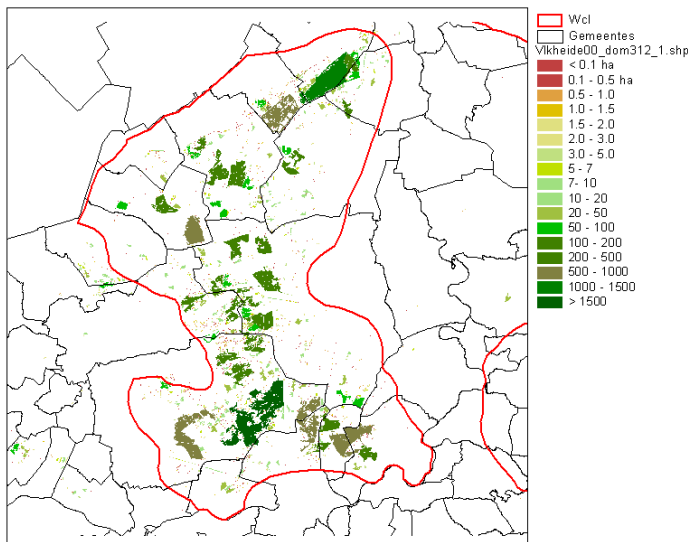 Wcl
Gemeentes
Vlkheide00_dom312_1.shp
< 0.1 ha
0.1 - 0.5 ha
0.5 - 1.0
1.0 - 1.5
1.5 - 2.0
2.0 - 3.0
3.0 - 5.0
5 - 7
7- 10
10 - 20
20 - 50
50 - 100
100 - 200
200 - 500
500 - 1000
1000 - 1500
> 1500